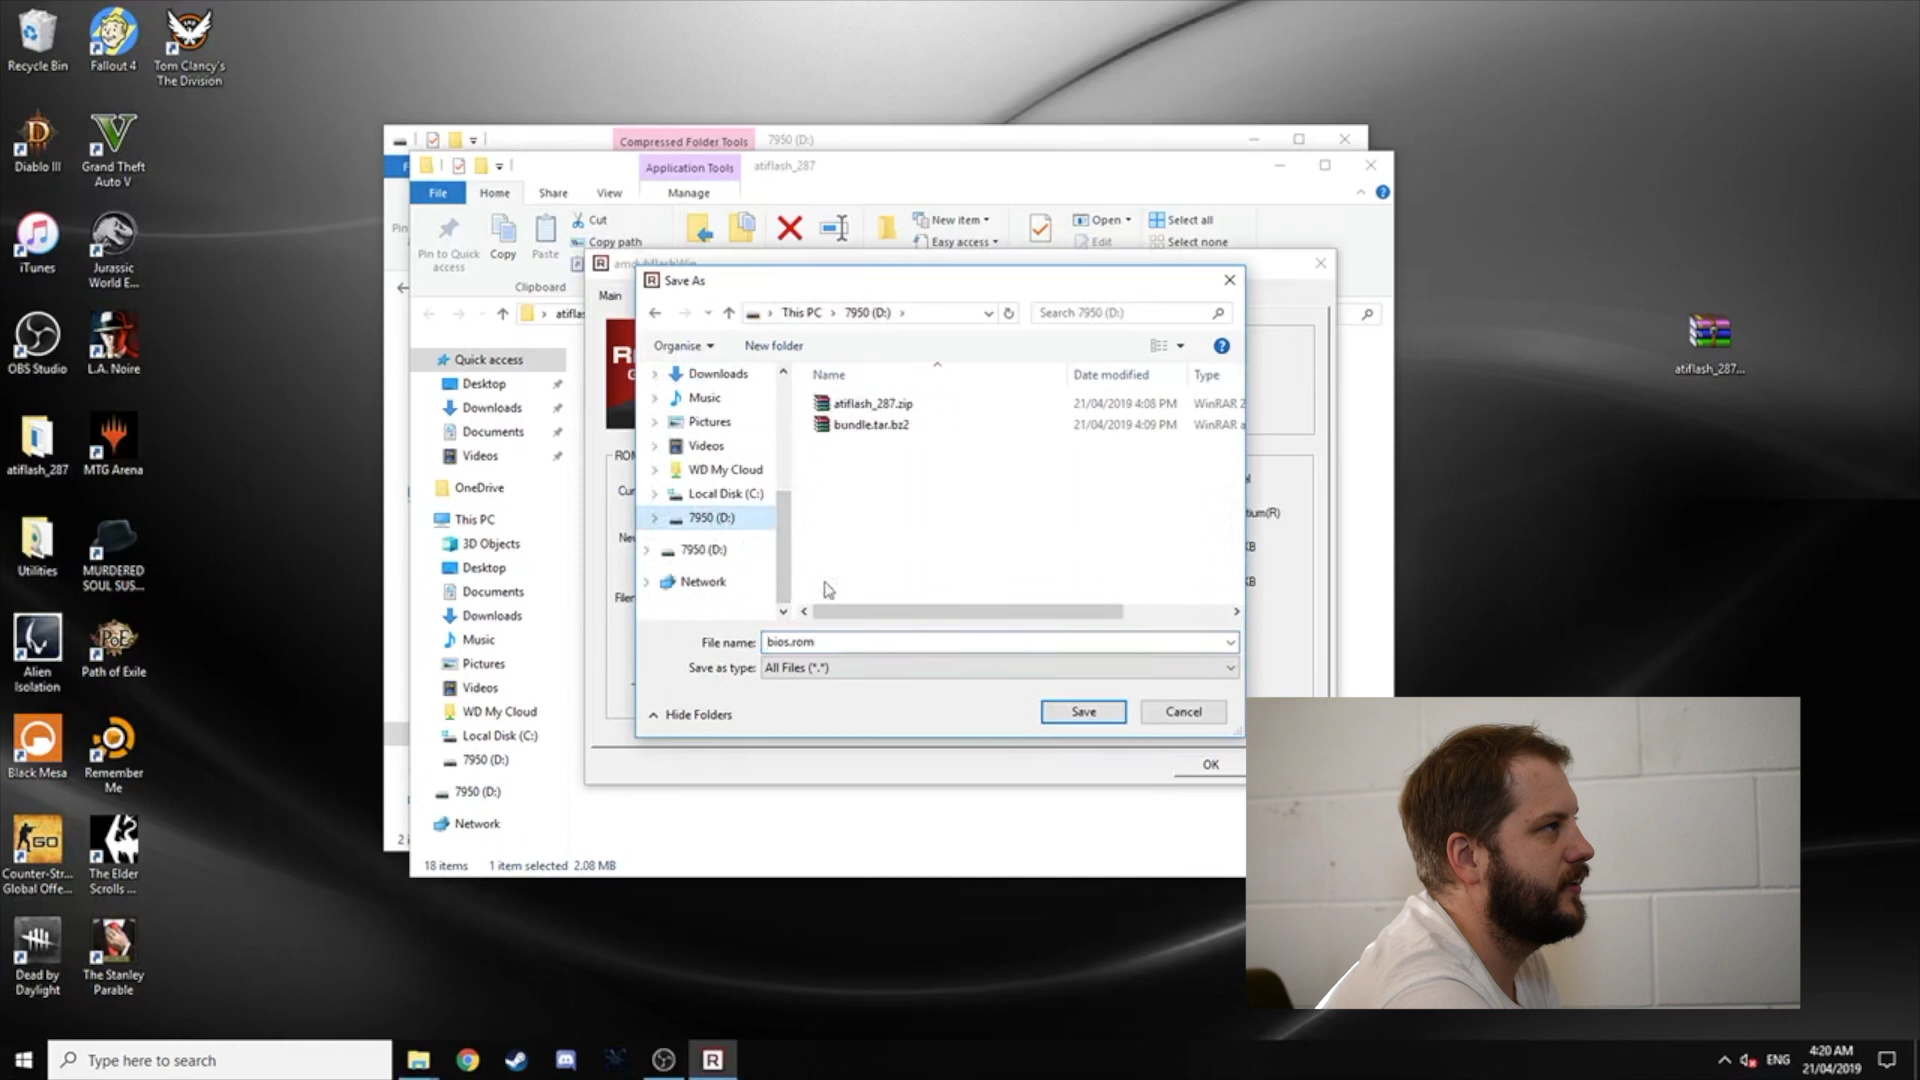 Recycle Bin
Fallout 4
Tom Clancy's
The Division
Diablo III
Grand Theft
Auto V
iTunes
Jurassic
World E...
OBS Studio
L.A. Noire
atiflash_287
MTG Arena
Utilities
MURDERED
SOUL SUS...
Alien
Isolation
Path of Exile
Black Mesa
Remember
Me
Counter-Str...
Global Offe...
The Elder
Scrolls ...
Dead by
Daylight
The Stanley
Parable
Compressed Folder Tools
7950 (D:)
Application Tools
atiflash_287
File
Home
Share
View
Manage
Pin to Quick
access
Copy
Paste
Cut
Copy path
New item
Easy access
Open
Edit
Select all
Select none
Clipboard
Quick access
Desktop
Downloads
Documents
Videos
OneDrive
This PC
3D Objects
Desktop
Documents
Downloads
Music
Pictures
Videos
WD My Cloud
Local Disk (C:)
7950 (D:)
7950 (D:)
Network
18 items
1 item selected 2.08 MB
Main
Save As
This PC
7950 (D:)
Search 7950 (D:)
Organise
New folder
Downloads
Music
Pictures
Videos
WD My Cloud
Local Disk (C:)
7950 (D:)
7950 (D:)
Network
Name
Date modified
Type
atiflash_287.zip
21/04/2019 4:08 PM
WinRAR Z
bundle.tar.bz2
21/04/2019 4:09 PM
WinRAR a
File name:
bios.rom
Save as type:
All Files (*.*)
Hide Folders
Save
Cancel
OK
atiflash_287...
Type here to search
ENG
4:20 AM
21/04/2019